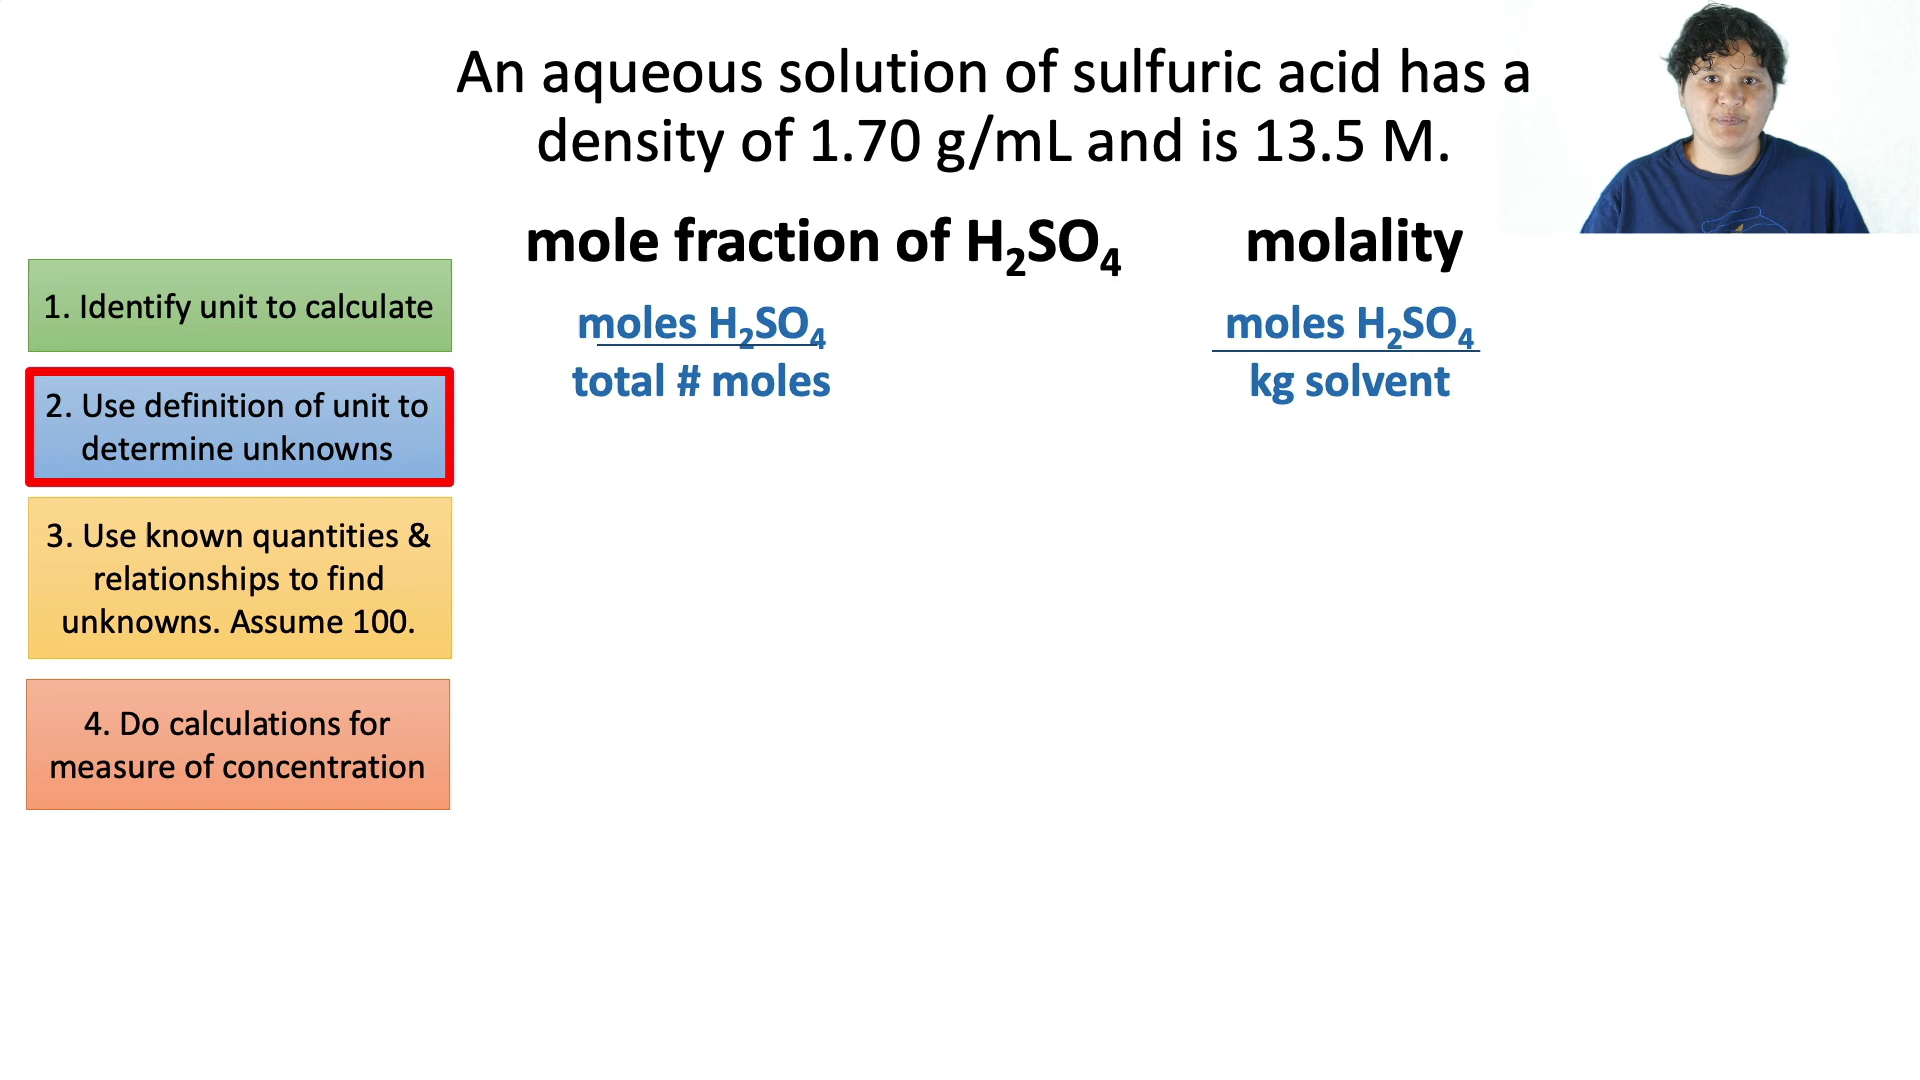 An aqueous solution of sulfuric acid has a
density of 1.70 g/mL and is 13.5 M.
mole fraction of H₂SO₄
molality
moles H₂SO₄
total # moles
moles H₂SO₄
kg solvent
1. Identify unit to calculate
2. Use definition of unit to
determine unknowns
3. Use known quantities &
relationships to find
unknowns. Assume 100.
4. Do calculations for
measure of concentration